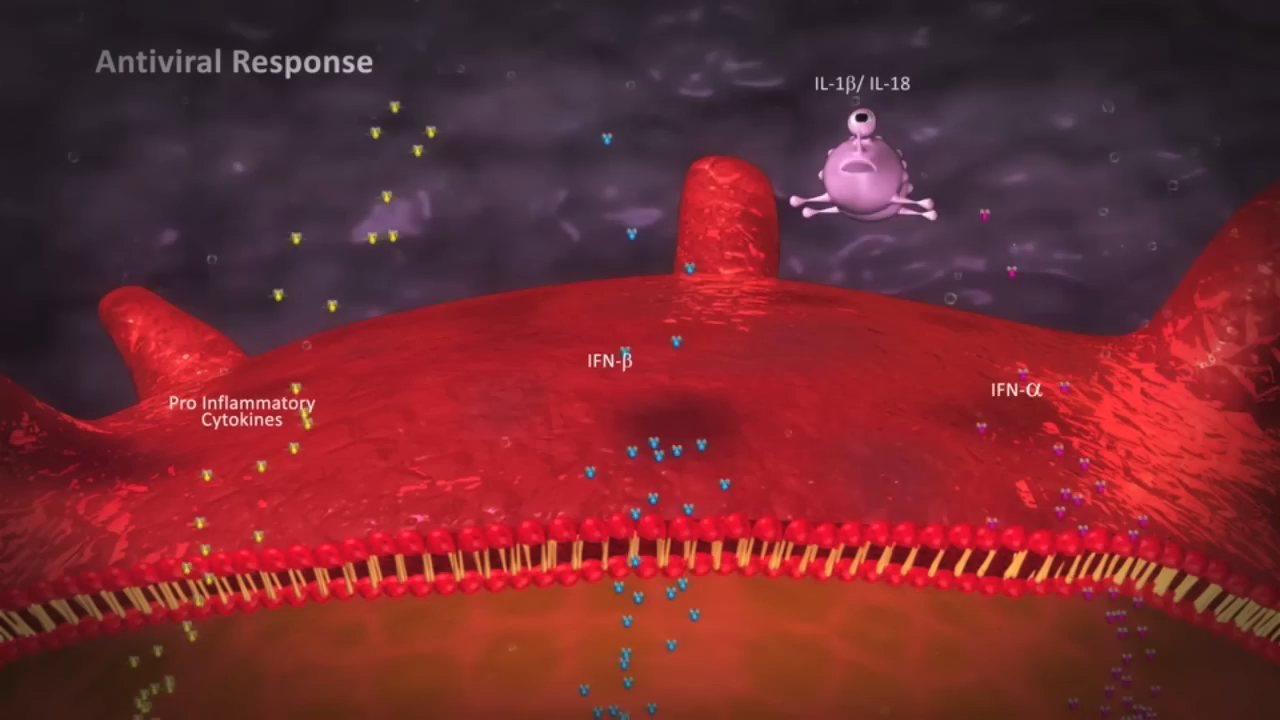 Antiviral Response
IL-1β/ IL-18
IFN-β
IFN-α
Pro Inflammatory
Cytokines